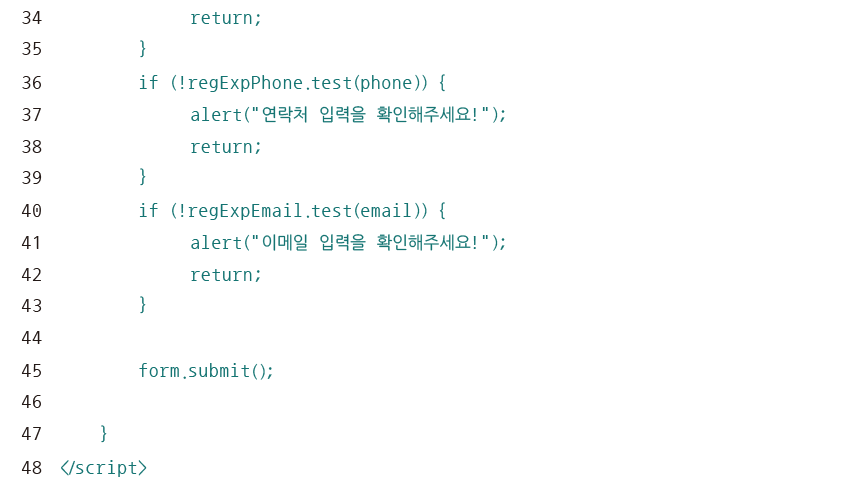 34 return;
35 }
36 if (!regExpPhone.test(phone)) {
37 alert("연락처 입력을 확인해주세요!");
38 return;
39 }
40 if (!regExpEmail.test(email)) {
41 alert("이메일 입력을 확인해주세요!");
42 return;
43 }
44
45 form.submit();
46
47 }
48 </script>